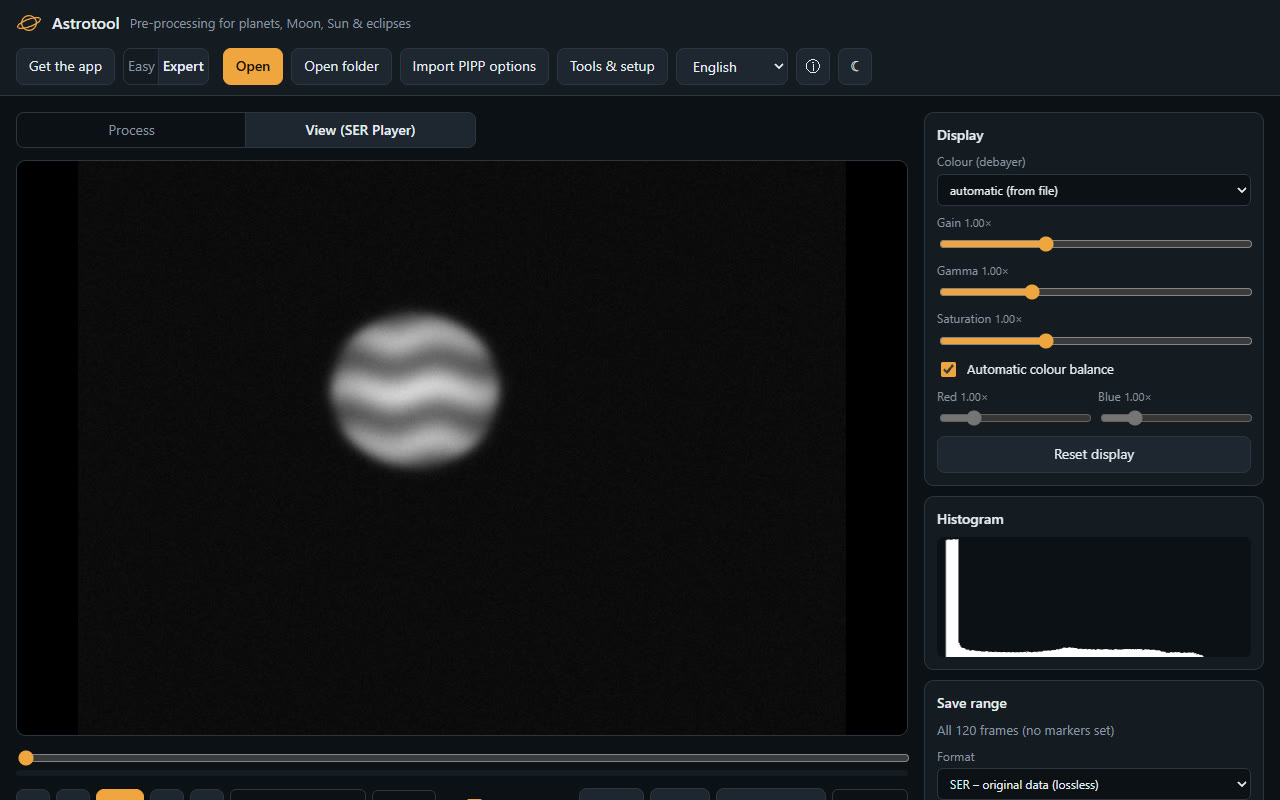 Astrotool Pre-processing for planets, Moon, Sun & eclipses
Get the app Easy Expert Open Open folder Import PIPP options Tools & setup English
Process View (SER Player)
Display
Colour (debayer)
automatic (from file)
Gain 1.00×
Gamma 1.00×
Saturation 1.00×
Automatic colour balance
Red 1.00× Blue 1.00×
Reset display
Histogram
Save range
All 120 frames (no markers set)
Format
SER – original data (lossless)